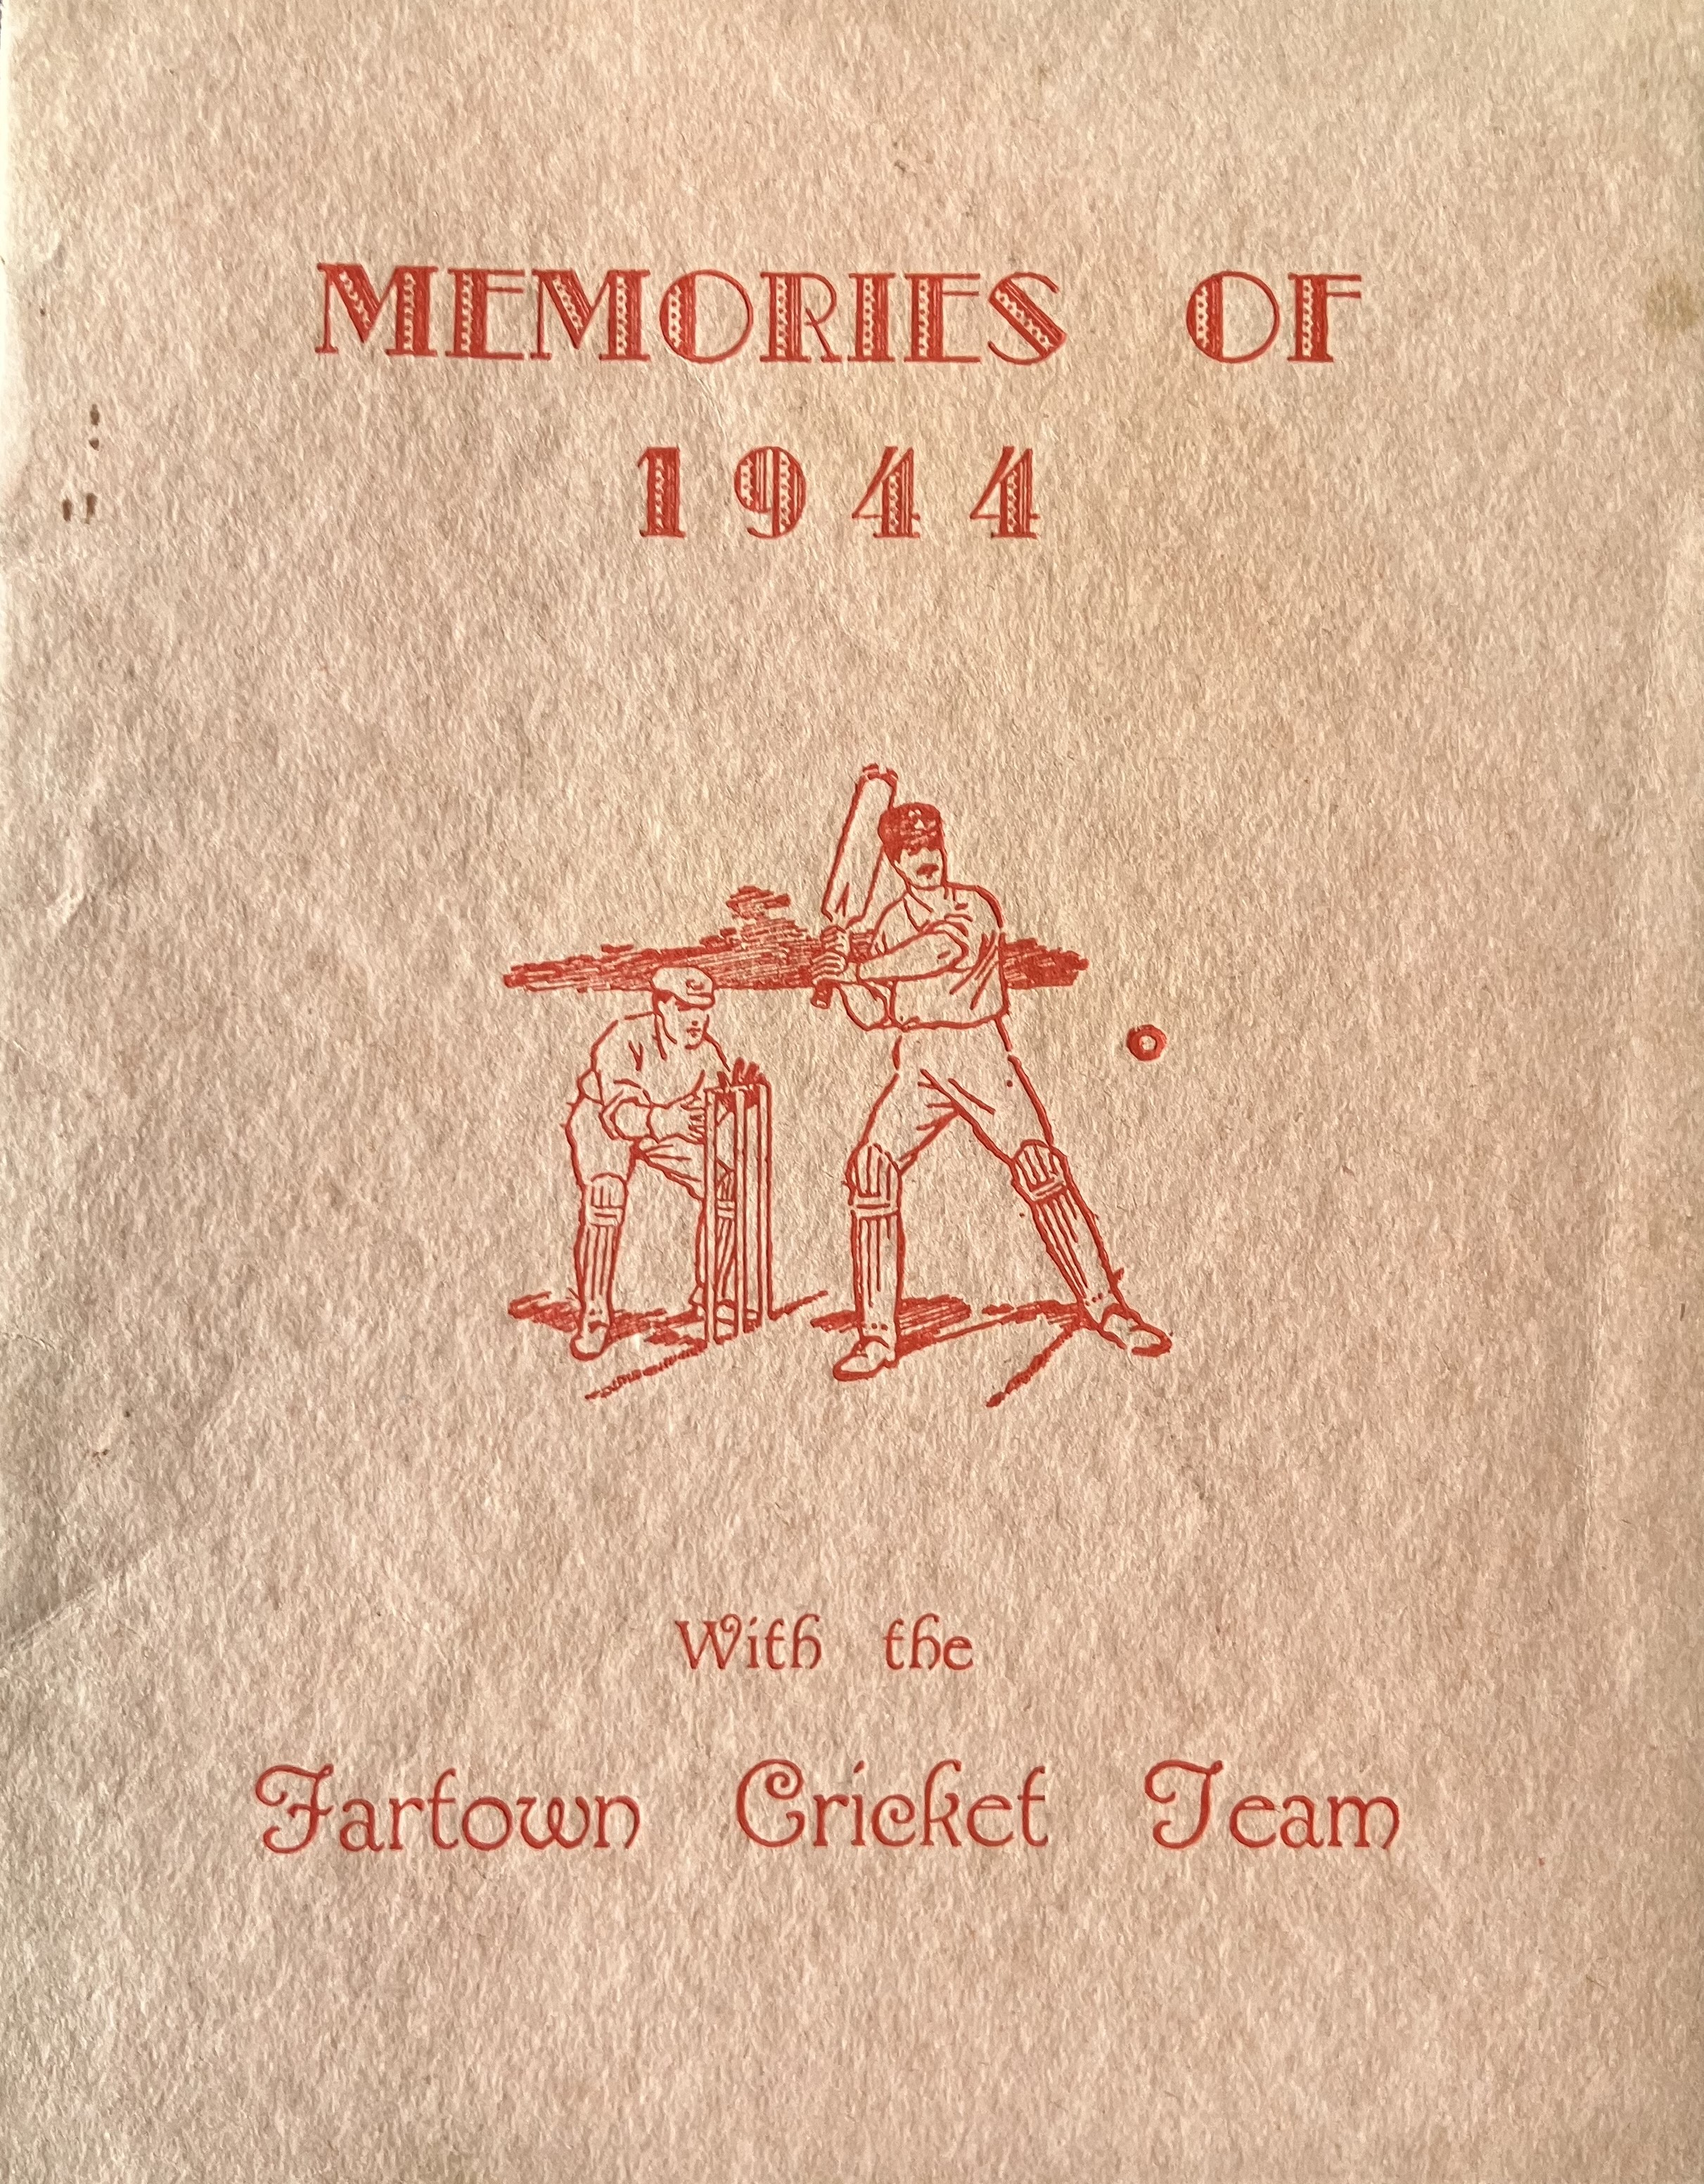 MEMORIES OF
1944
With the
Fartown Cricket Team